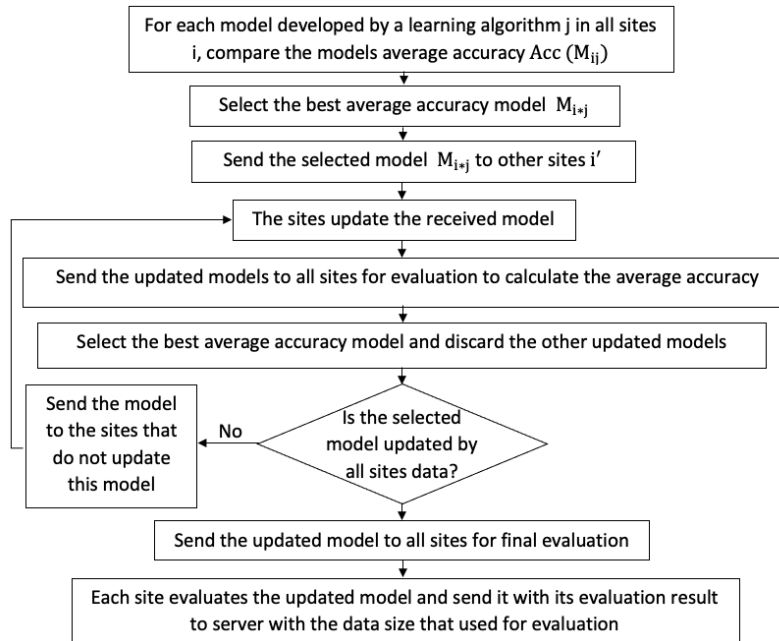 For each model developed by a learning algorithm j in all sites
i, compare the models average accuracy Acc (Mij)
Select the best average accuracy model Mi*j
Send the selected model Mi*j to other sites i′
The sites update the received model
Send the updated models to all sites for evaluation to calculate the average accuracy
Select the best average accuracy model and discard the other updated models
Send the model
to the sites that
do not update
this model
No
Is the selected
model updated by
all sites data?
Send the updated model to all sites for final evaluation
Each site evaluates the updated model and send it with its evaluation result
to server with the data size that used for evaluation